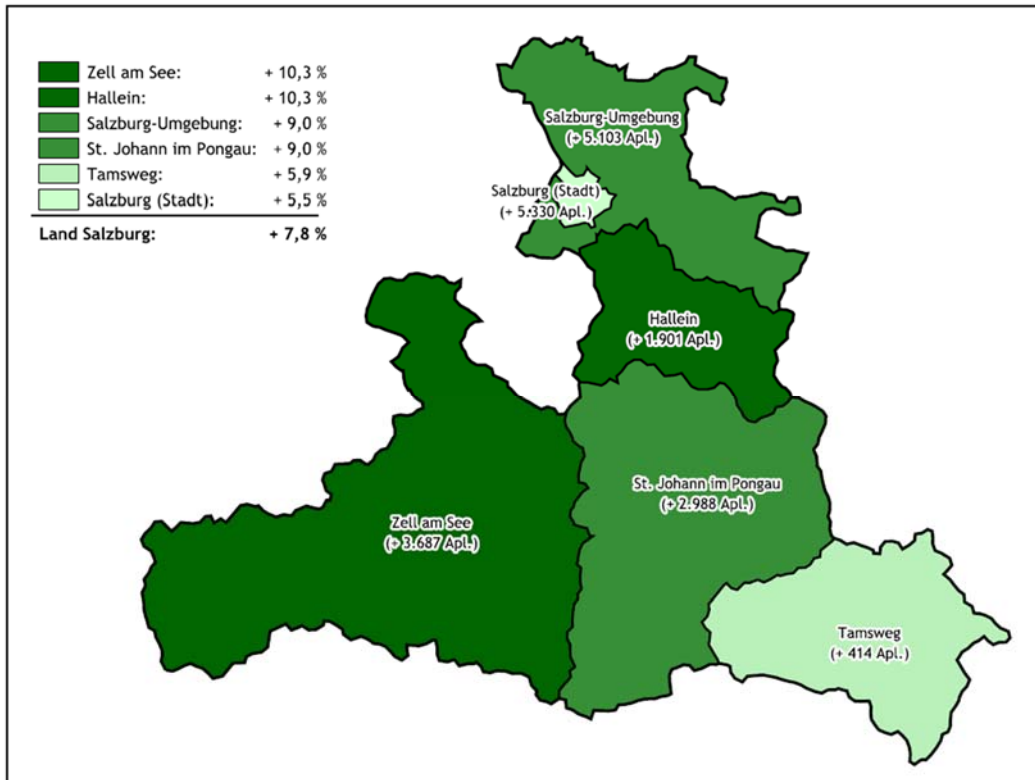 Zell am See: + 10,3 %
Hallein: + 10,3 %
Salzburg-Umgebung: + 9,0 %
St. Johann im Pongau: + 9,0 %
Tamsweg: + 5,9 %
Salzburg (Stadt): + 5,5 %
Land Salzburg: + 7,8 %
Salzburg-Umgebung
(+ 5.103 Apl.)
Salzburg (Stadt)
(+ 5.330 Apl.)
Hallein
(+ 1.901 Apl.)
St. Johann im Pongau
(+ 2.988 Apl.)
Zell am See
(+ 3.687 Apl.)
Tamsweg
(+ 414 Apl.)